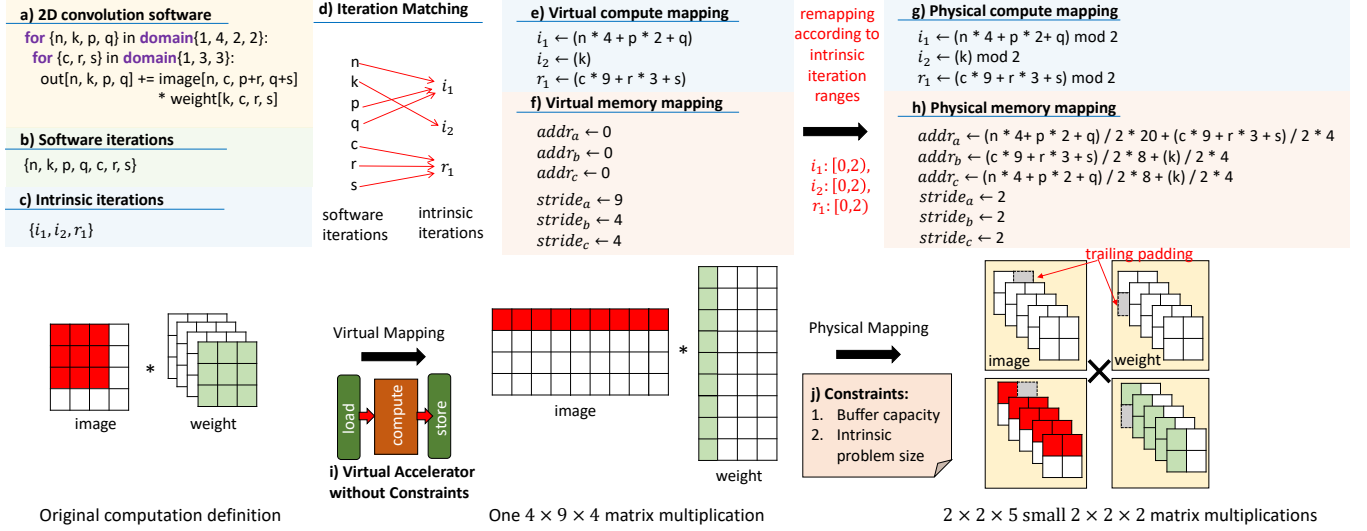 a) 2D convolution software
for {n, k, p, q} in domain{1, 4, 2, 2}:
for {c, r, s} in domain{1, 3, 3}:
out[n, k, p, q] += image[n, c, p+r, q+s]
* weight[k, c, r, s]
b) Software iterations
{n, k, p, q, c, r, s}
c) Intrinsic iterations
{i₁, i₂, r₁}
d) Iteration Matching
n
k
p
q
c
r
s
i₁
i₂
r₁
software
iterations
intrinsic
iterations
e) Virtual compute mapping
i₁ ← (n * 4 + p * 2 + q)
i₂ ← (k)
r₁ ← (c * 9 + r * 3 + s)
f) Virtual memory mapping
addrₐ ← 0
addr_b ← 0
addr_c ← 0
strideₐ ← 9
stride_b ← 4
stride_c ← 4
remapping
according to
intrinsic
iteration
ranges
i₁: [0,2),
i₂: [0,2),
r₁: [0,2)
g) Physical compute mapping
i₁ ← (n * 4 + p * 2+ q) mod 2
i₂ ← (k) mod 2
r₁ ← (c * 9 + r * 3 + s) mod 2
h) Physical memory mapping
addrₐ ← (n * 4+ p * 2 + q) / 2 * 20 + (c * 9 + r * 3 + s) / 2 * 4
addr_b ← (c * 9 + r * 3 + s) / 2 * 8 + (k) / 2 * 4
addr_c ← (n * 4 + p * 2 + q) / 2 * 8 + (k) / 2 * 4
strideₐ ← 2
stride_b ← 2
stride_c ← 2
trailing padding
image
*
weight
Virtual Mapping
load
compute
store
i) Virtual Accelerator
without Constraints
image
*
weight
Physical Mapping
j) Constraints:
1. Buffer capacity
2. Intrinsic
problem size
image
weight
×
Original computation definition
One 4 × 9 × 4 matrix multiplication
2 × 2 × 5 small 2 × 2 × 2 matrix multiplications